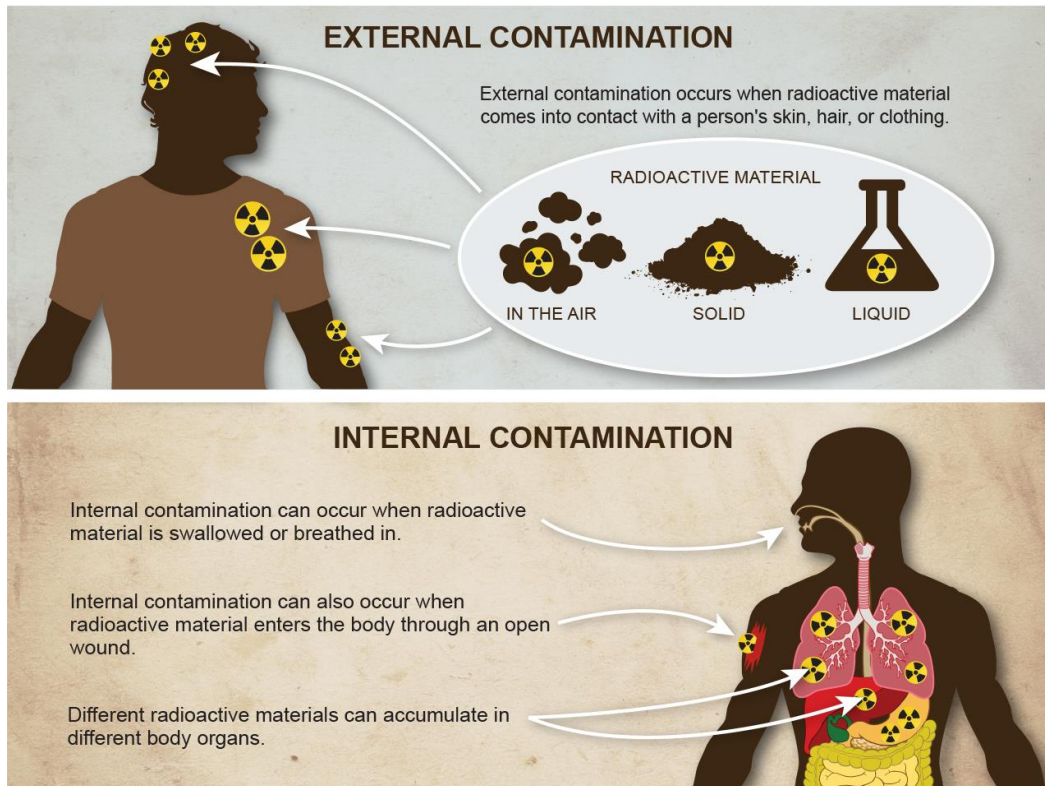 EXTERNAL CONTAMINATION
External contamination occurs when radioactive material
comes into contact with a person's skin, hair, or clothing.
RADIOACTIVE MATERIAL
IN THE AIR
SOLID
LIQUID
INTERNAL CONTAMINATION
Internal contamination can occur when radioactive
material is swallowed or breathed in.
Internal contamination can also occur when
radioactive material enters the body through an open
wound.
Different radioactive materials can accumulate in
different body organs.